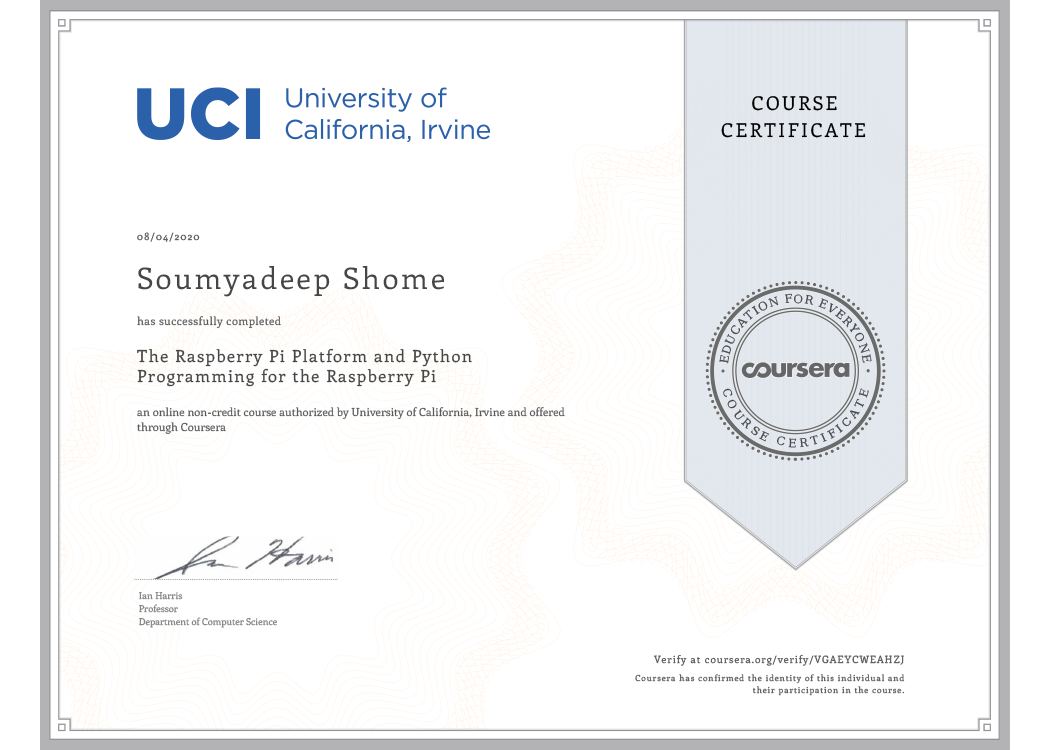 UCI University of
California, Irvine
COURSE
CERTIFICATE
08/04/2020
Soumyadeep Shome
has successfully completed
The Raspberry Pi Platform and Python
Programming for the Raspberry Pi
an online non-credit course authorized by University of California, Irvine and offered
through Coursera
EDUCATION FOR EVERYONE
coursera
COURSE CERTIFICATE
Ian Harris
Ian Harris
Professor
Department of Computer Science
Verify at coursera.org/verify/VGAEYCWEAHZJ
Coursera has confirmed the identity of this individual and
their participation in the course.